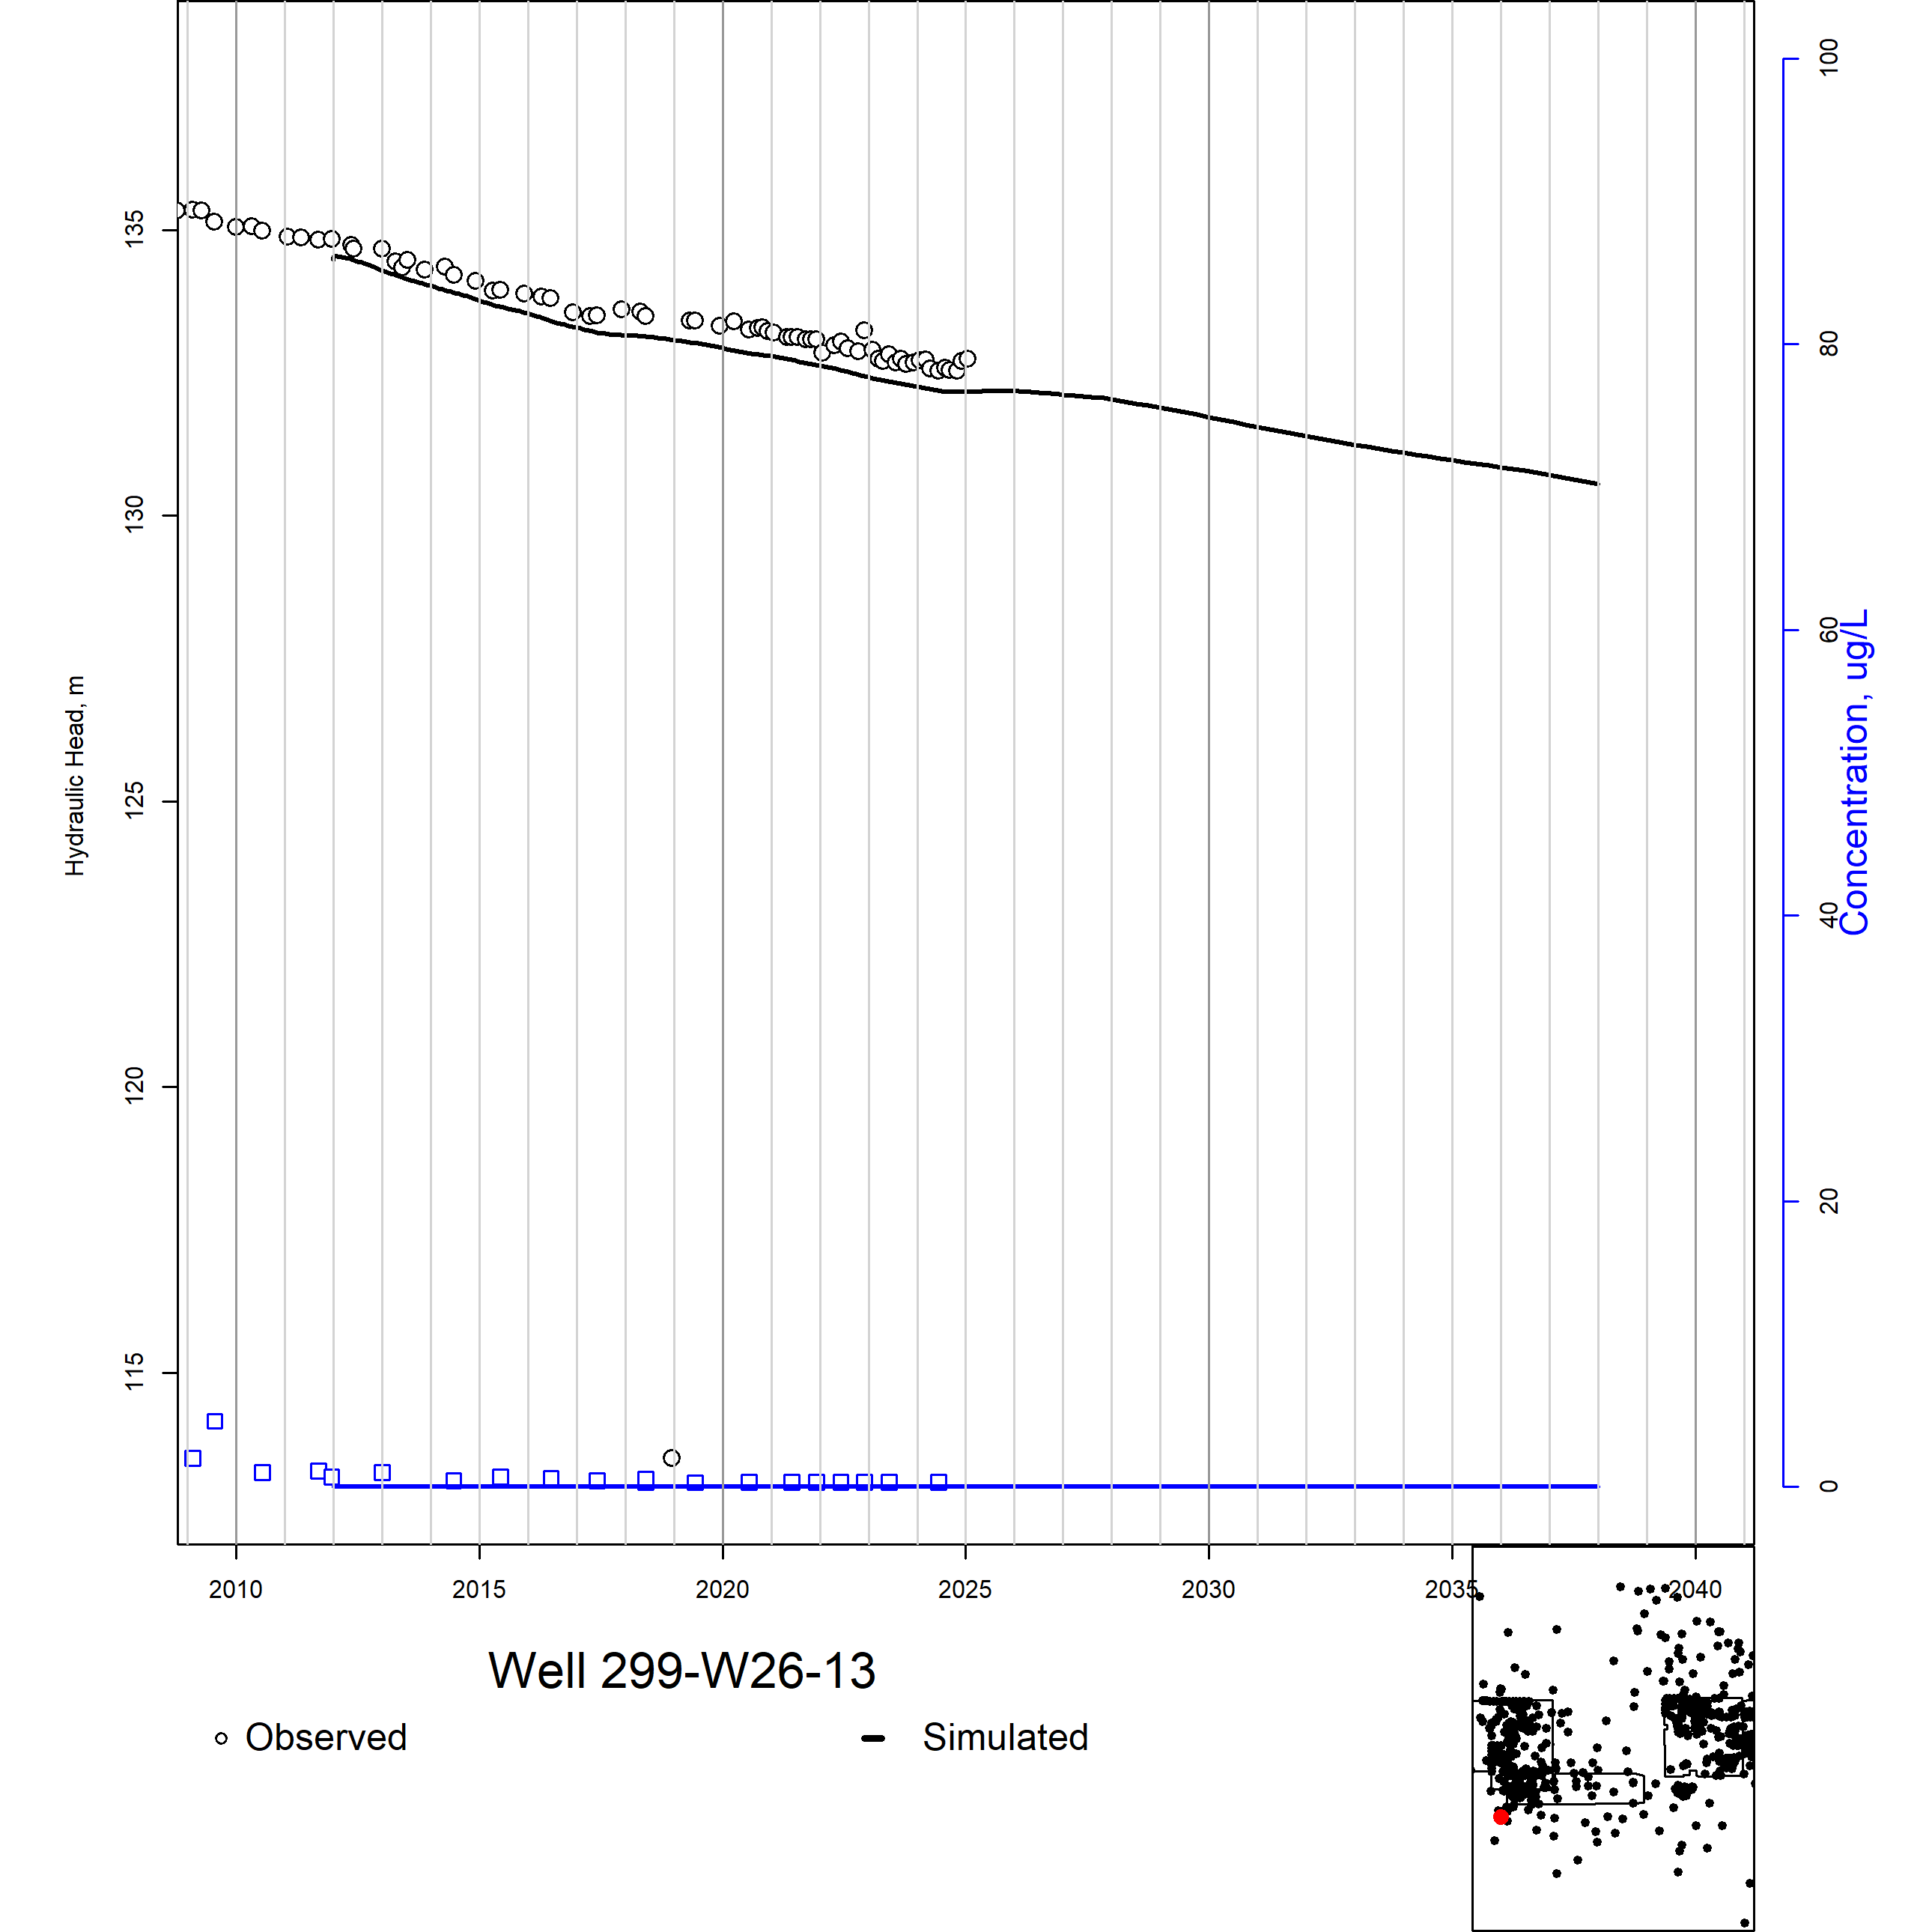 135
130
125
120
115
Hydraulic Head, m
100
80
60
40
20
0
Concentration, ug/L
2010 2015 2020 2025 2030 2035 2040
Well 299-W26-13
Observed Simulated